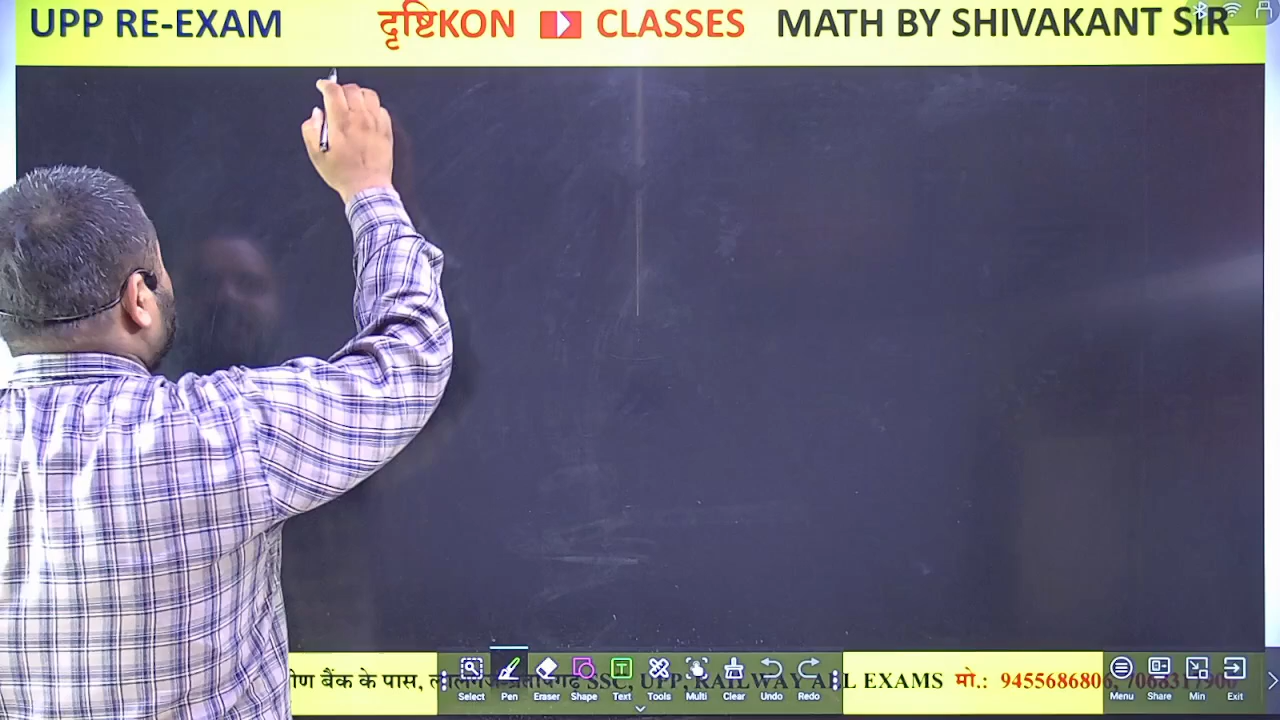 UPP RE-EXAM दृष्टिKON CLASSES MATH BY SHIVAKANT SIR
बैंक के पास, SSC, UPP, RAILWAY ALL EXAMS मो.: 9455686806,
Select Pen Eraser Shape Text Tools Multi Clear Undo Redo Menu Share Min Exit